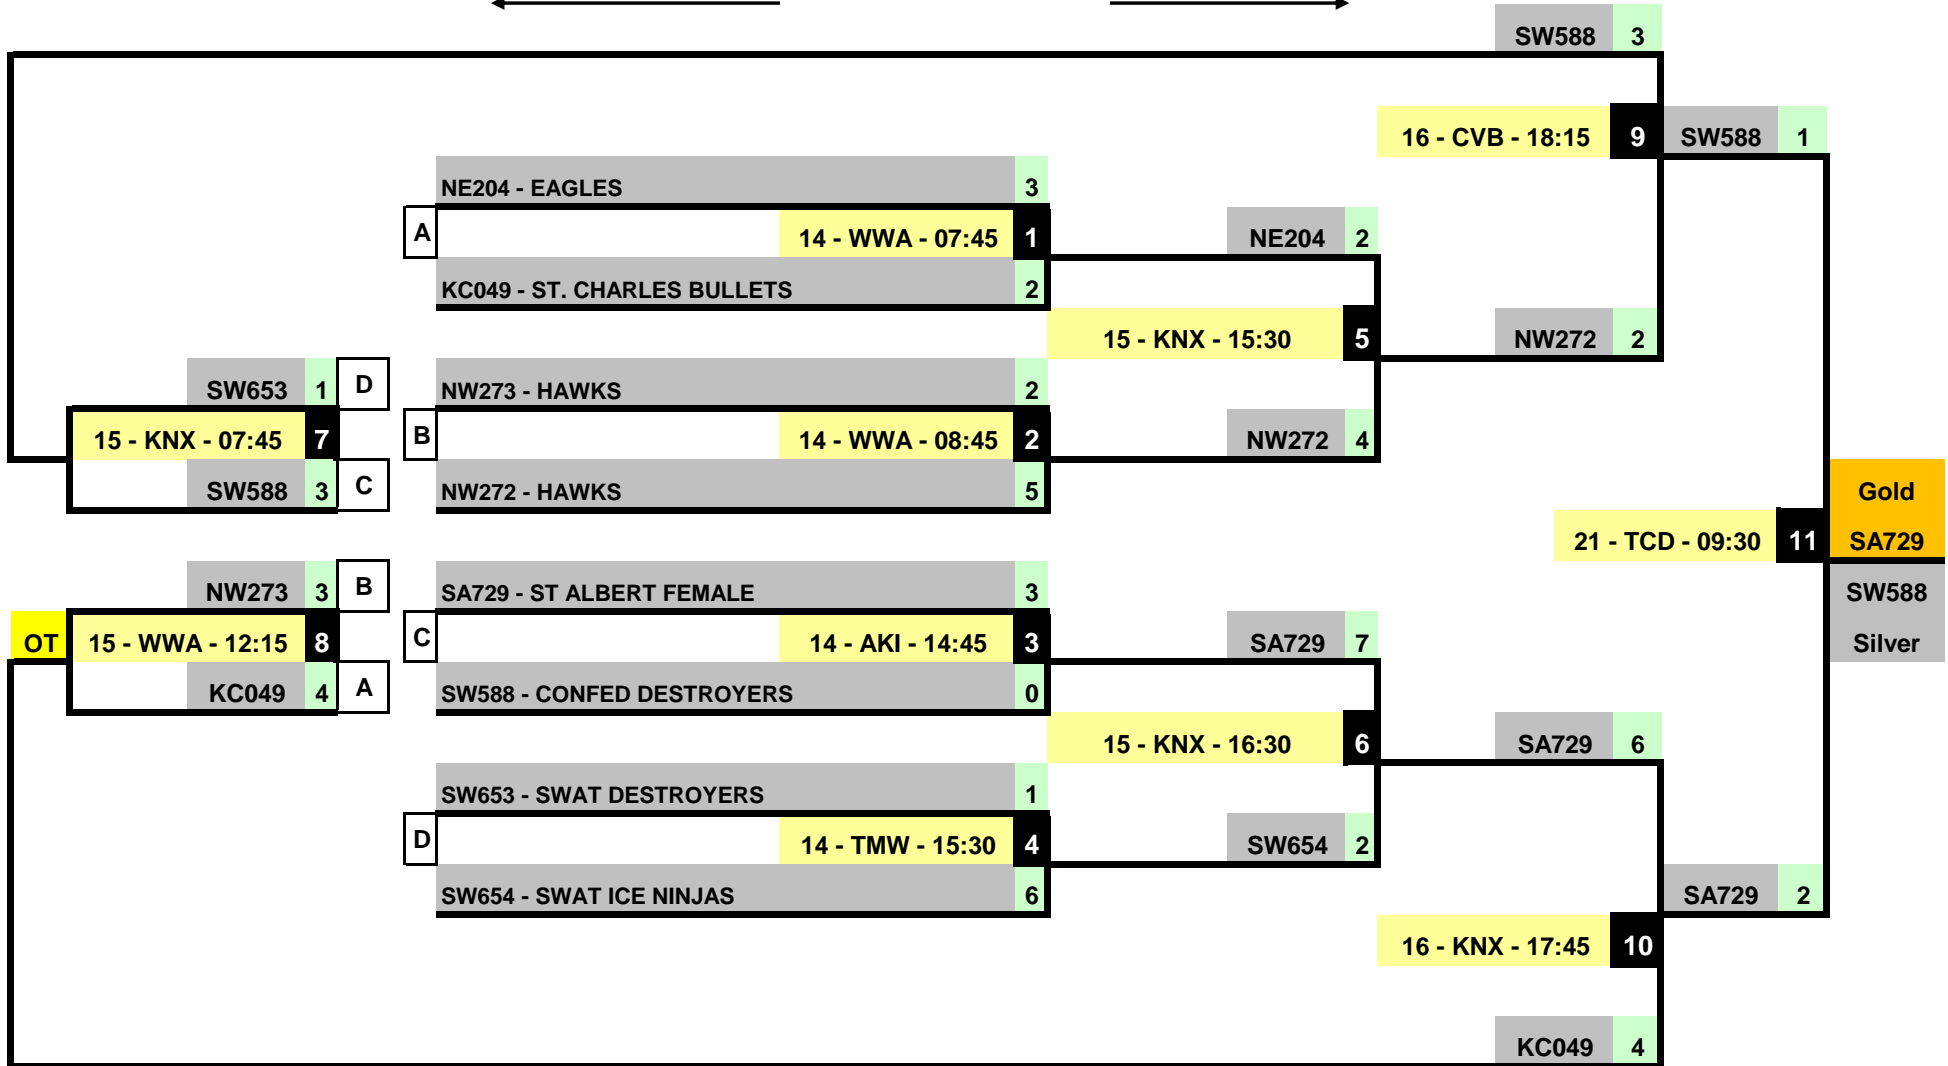 SW588 3
16 - CVB - 18:15 9 SW588 1
NE204 - EAGLES 3
A 14 - WWA - 07:45 1 NE204 2
KC049 - ST. CHARLES BULLETS 2
15 - KNX - 15:30 5 NW272 2
SW653 1 D NW273 - HAWKS 2
15 - KNX - 07:45 7 B 14 - WWA - 08:45 2 NW272 4
SW588 3 C NW272 - HAWKS 5 Gold
21 - TCD - 09:30 11 SA729
NW273 3 B SA729 - ST ALBERT FEMALE 3 SW588
OT 15 - WWA - 12:15 8 C 14 - AKI - 14:45 3 SA729 7 Silver
KC049 4 A SW588 - CONFED DESTROYERS 0
15 - KNX - 16:30 6 SA729 6
SW653 - SWAT DESTROYERS 1
D 14 - TMW - 15:30 4 SW654 2
SW654 - SWAT ICE NINJAS 6 SA729 2
16 - KNX - 17:45 10
KC049 4